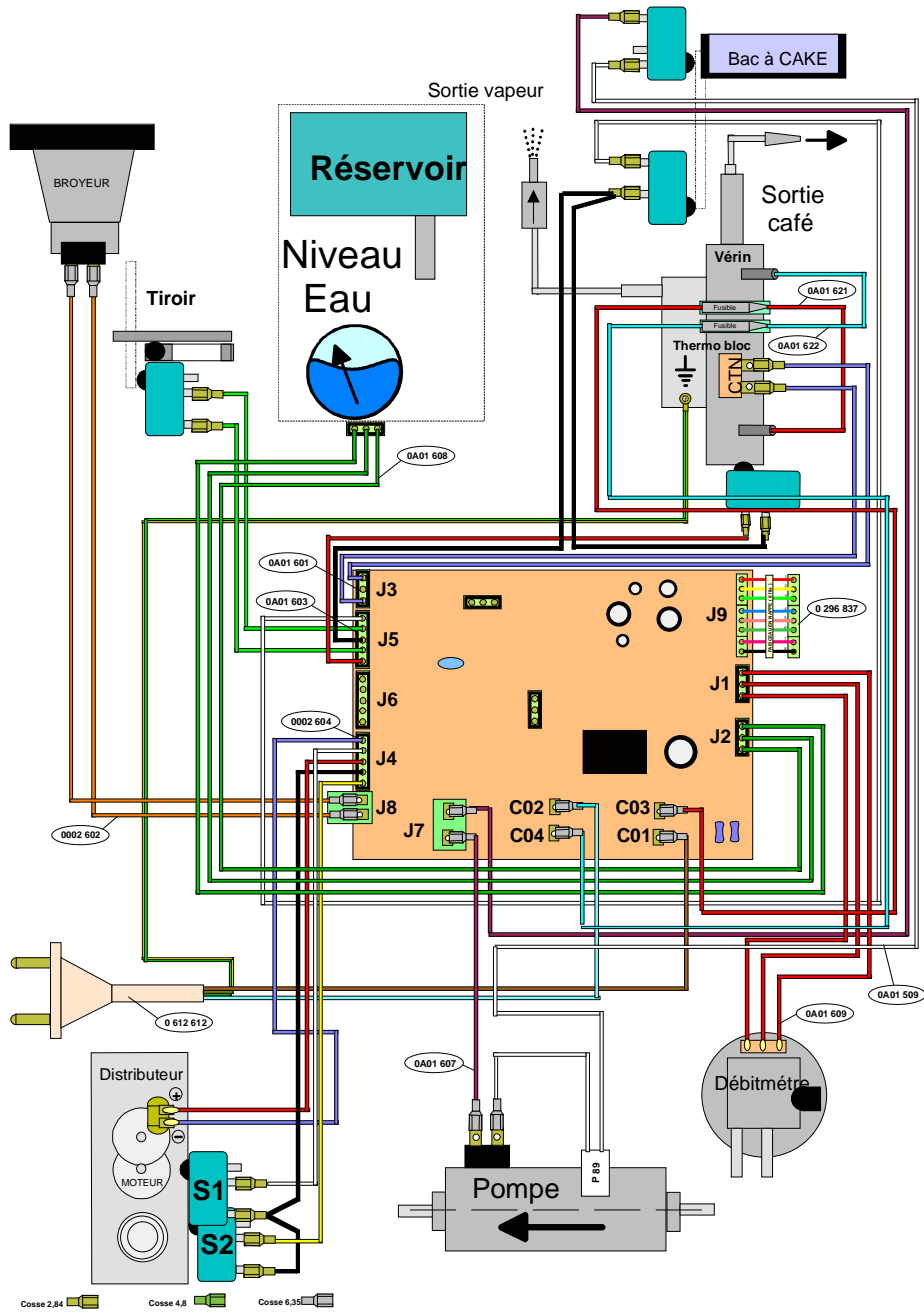 Bac à CAKE
Sortie vapeur
BROYEUR
Réservoir
Sortie
café
Niveau
Eau
Vérin
Tiroir
0A01 621
Fusible
Fusible
0A01 622
Thermo bloc
CTN
0A01 608
0A01 601
J3
0A01 603
J5
J9
0 296 837
J6
J1
0002 604
J4
J2
J8
J7
C02
C03
C04
C01
0002 602
0 612 612
0A01 509
0A01 609
0A01 607
Distributeur
+
−
MOTEUR
Débitmétre
S1
S2
P 89
Pompe
Cosse 2,84
Cosse 4,8
Cosse 6,35